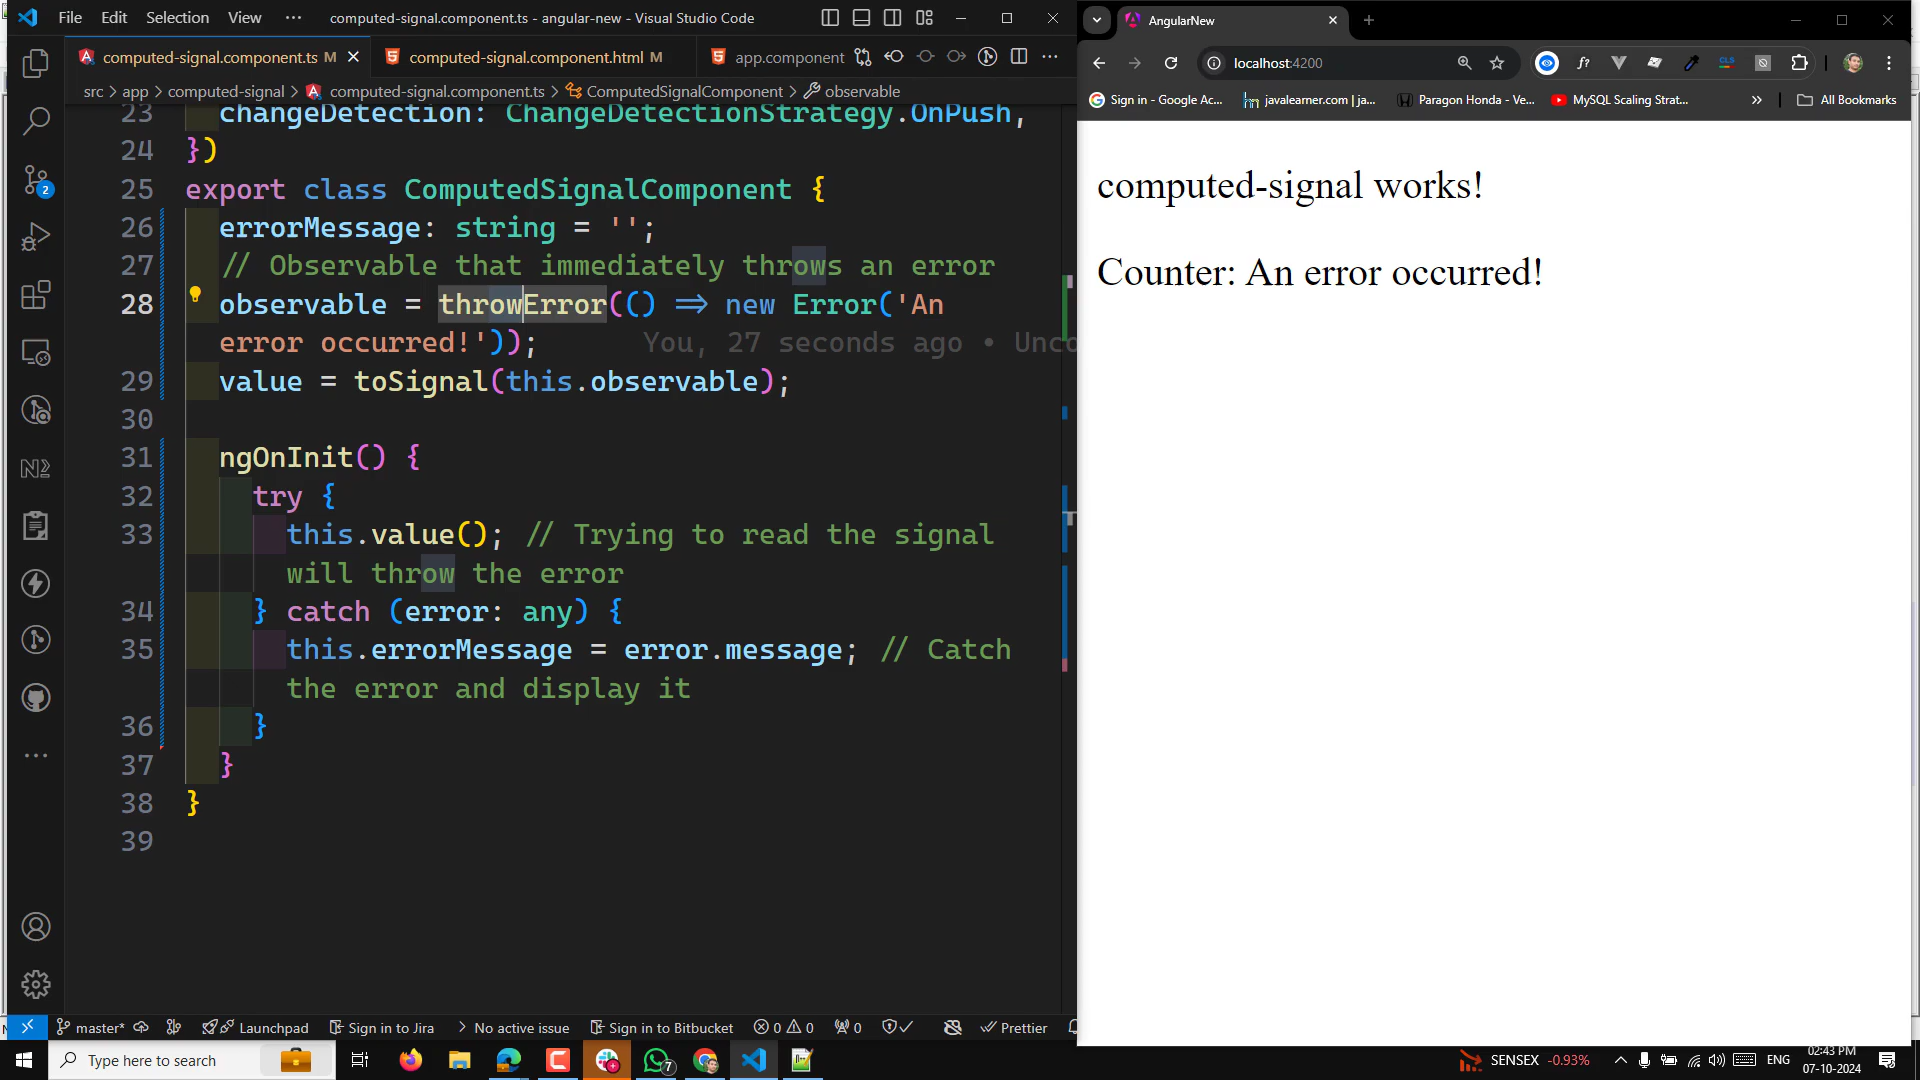 File Edit Selection View ··· computed-signal.component.ts - angular-new - Visual Studio Code
computed-signal.component.ts M computed-signal.component.html M app.component
src > app > computed-signal > computed-signal.component.ts > ComputedSignalComponent > observable
23 changeDetection: ChangeDetectionStrategy.OnPush,
24 })
25 export class ComputedSignalComponent {
26 errorMessage: string = '';
27 // Observable that immediately throws an error
28 observable = throwError(() => new Error('An
error occurred!')); You, 27 seconds ago • Unco
29 value = toSignal(this.observable);
30
31 ngOnInit() {
32 try {
33 this.value(); // Trying to read the signal
will throw the error
34 } catch (error: any) {
35 this.errorMessage = error.message; // Catch
the error and display it
36 }
37 }
38 }
39
2
master* Launchpad Sign in to Jira No active issue Sign in to Bitbucket 0 0 0 Prettier
AngularNew
localhost:4200
f? CLS
Sign in - Google Ac... javalearner.com | ja... Paragon Honda - Ve... MySQL Scaling Strat... » All Bookmarks
computed-signal works!
Counter: An error occurred!
Type here to search 7 SENSEX -0.93% ENG 02:43 PM
07-10-2024